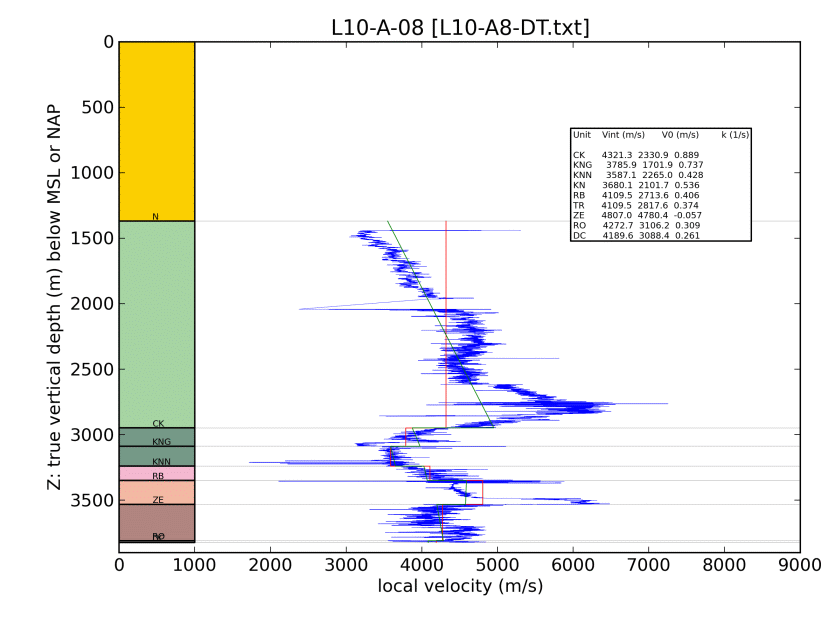 L10-A-08 [L10-A8-DT.txt]
Z: true vertical depth (m) below MSL or NAP
0
500
1000
1500
2000
2500
3000
3500
N
CK
KNG
KNN
RB
ZE
RO
Unit Vint (m/s) V0 (m/s) k (1/s)
CK 4321.3 2330.9 0.889
KNG 3785.9 1701.9 0.737
KNN 3587.1 2265.0 0.428
KN 3680.1 2101.7 0.536
RB 4109.5 2713.6 0.406
TR 4109.5 2817.6 0.374
ZE 4807.0 4780.4 -0.057
RO 4272.7 3106.2 0.309
DC 4189.6 3088.4 0.261
0 1000 2000 3000 4000 5000 6000 7000 8000 9000
local velocity (m/s)